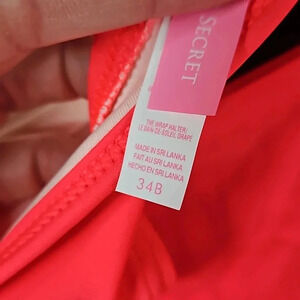 SECRET
THE WRAP HALTER/
LE BAIN-DE-SOLEIL DRAPÉ
MADE IN SRI LANKA
FAIT AU SRI LANKA
HECHO EN SRI LANKA
34B